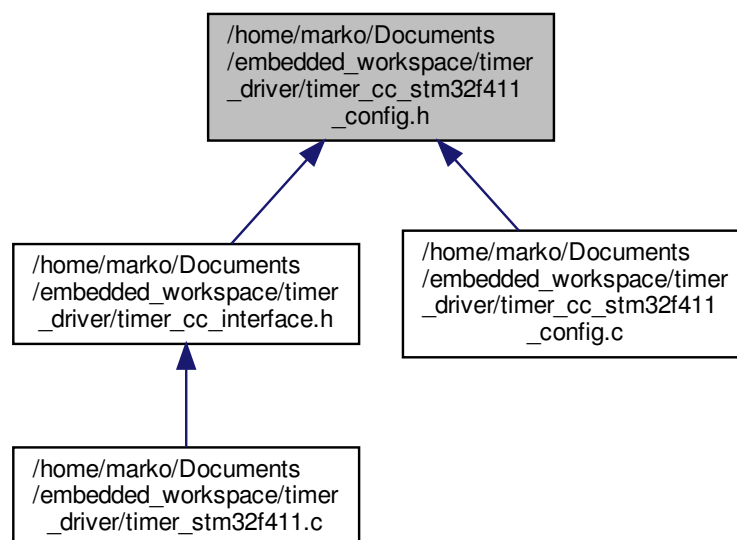 /home/marko/Documents
/embedded_workspace/timer
_driver/timer_cc_stm32f411
_config.h
/home/marko/Documents
/embedded_workspace/timer
_driver/timer_cc_interface.h
/home/marko/Documents
/embedded_workspace/timer
_driver/timer_cc_stm32f411
_config.c
/home/marko/Documents
/embedded_workspace/timer
_driver/timer_stm32f411.c